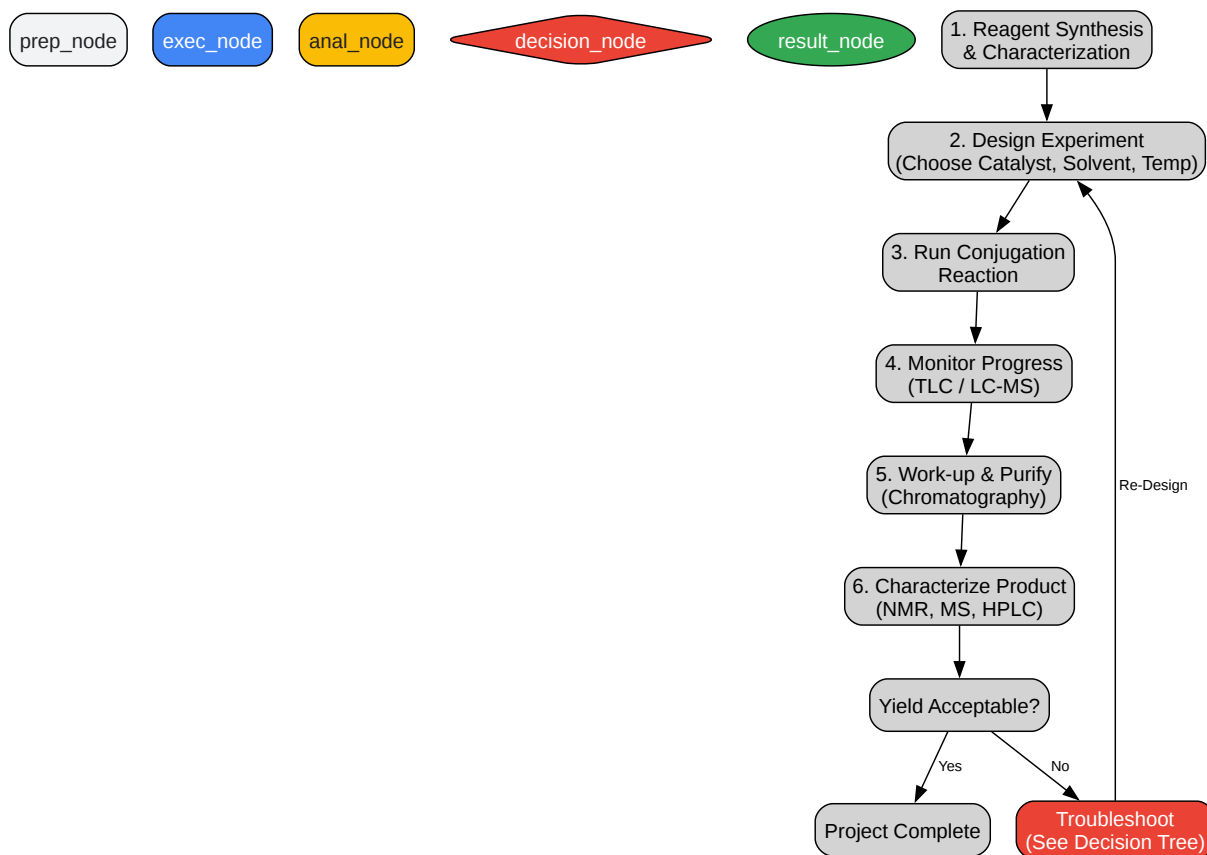 prep_node
exec_node
anal_node
decision_node
result_node
1. Reagent Synthesis
& Characterization
2. Design Experiment
(Choose Catalyst, Solvent, Temp)
3. Run Conjugation
Reaction
4. Monitor Progress
(TLC / LC-MS)
5. Work-up & Purify
(Chromatography)
Re-Design
6. Characterize Product
(NMR, MS, HPLC)
Yield Acceptable?
Yes
No
Project Complete
Troubleshoot
(See Decision Tree)